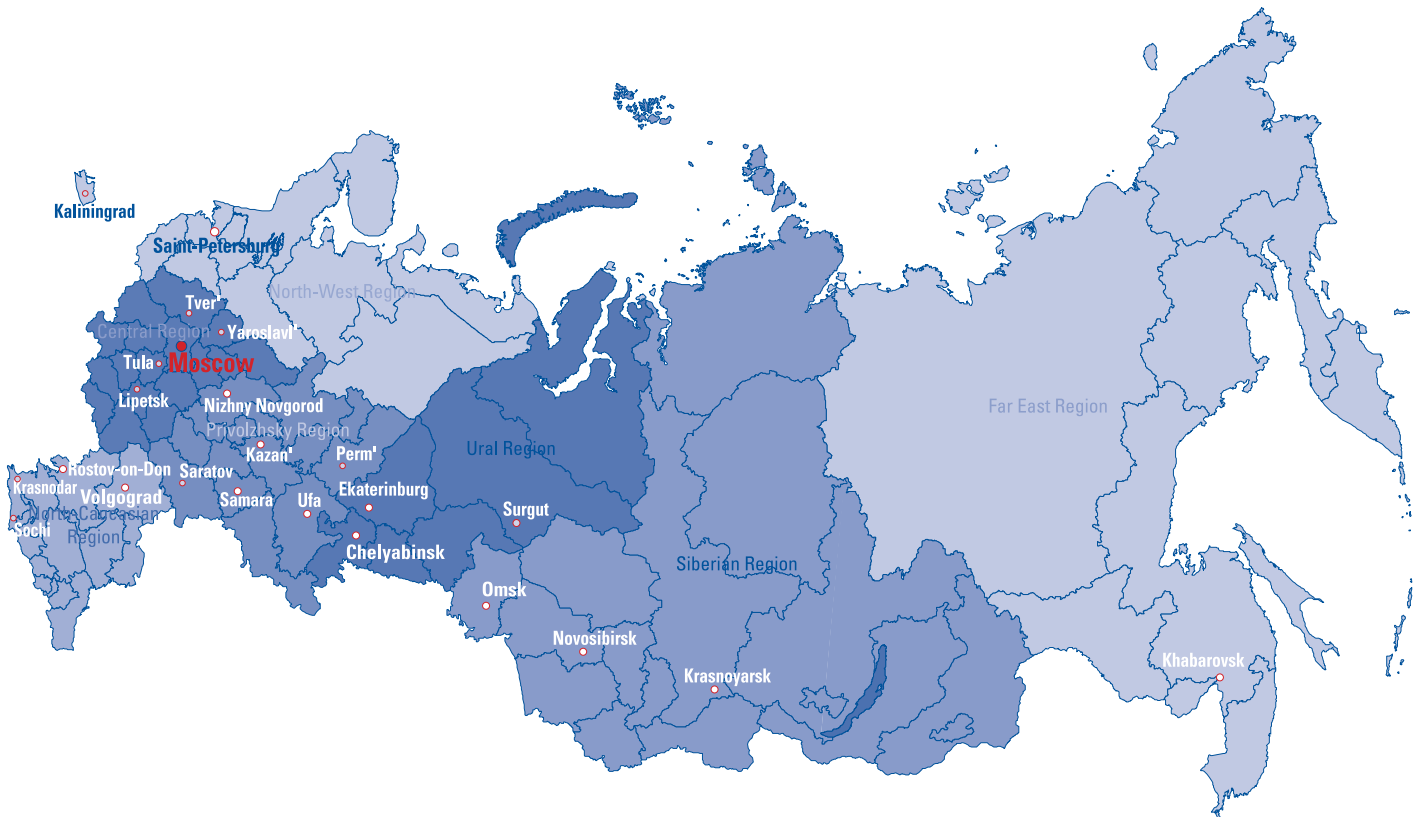 Kaliningrad
Saint-Petersburg
North-West Region
Tver'
Central Region
Yaroslavl'
Moscow
Tula
Lipetsk
Nizhny Novgorod
Privolzhsky Region
Far East Region
Kazan'
Perm'
Ural Region
Rostov-on-Don
Saratov
Krasnodar
Volgograd
Samara
Ufa
Ekaterinburg
North-Caucasian
Region
Sochi
Surgut
Chelyabinsk
Siberian Region
Omsk
Novosibirsk
Krasnoyarsk
Khabarovsk